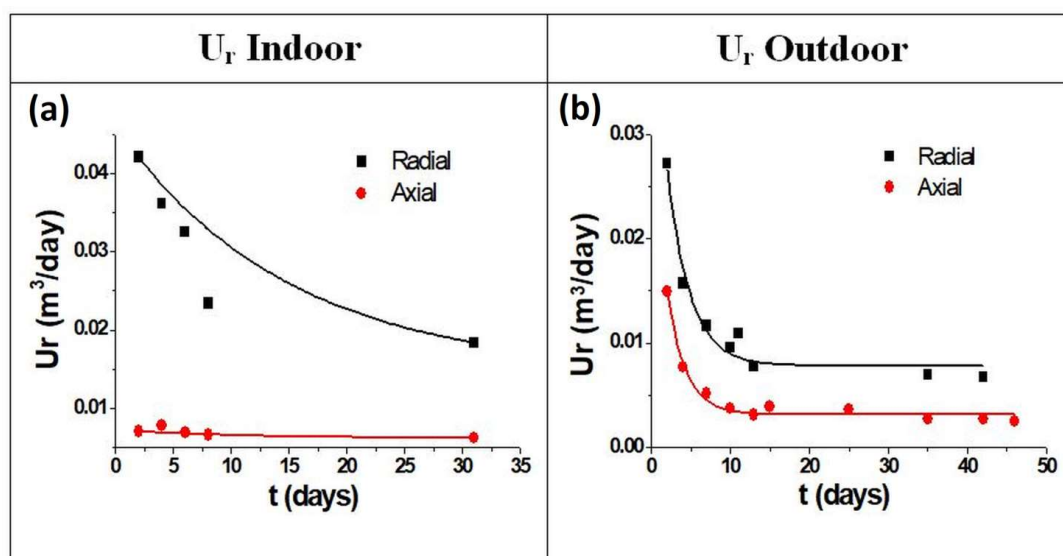 Uᵣ Indoor
Uᵣ Outdoor
(a)
Ur (m³/day)
0.04
0.03
0.02
0.01
Radial
Axial
0 5 10 15 20 25 30 35
t (days)
(b)
Ur (m³/day)
0.03
0.02
0.01
0.00
Radial
Axial
0 10 20 30 40 50
t (days)